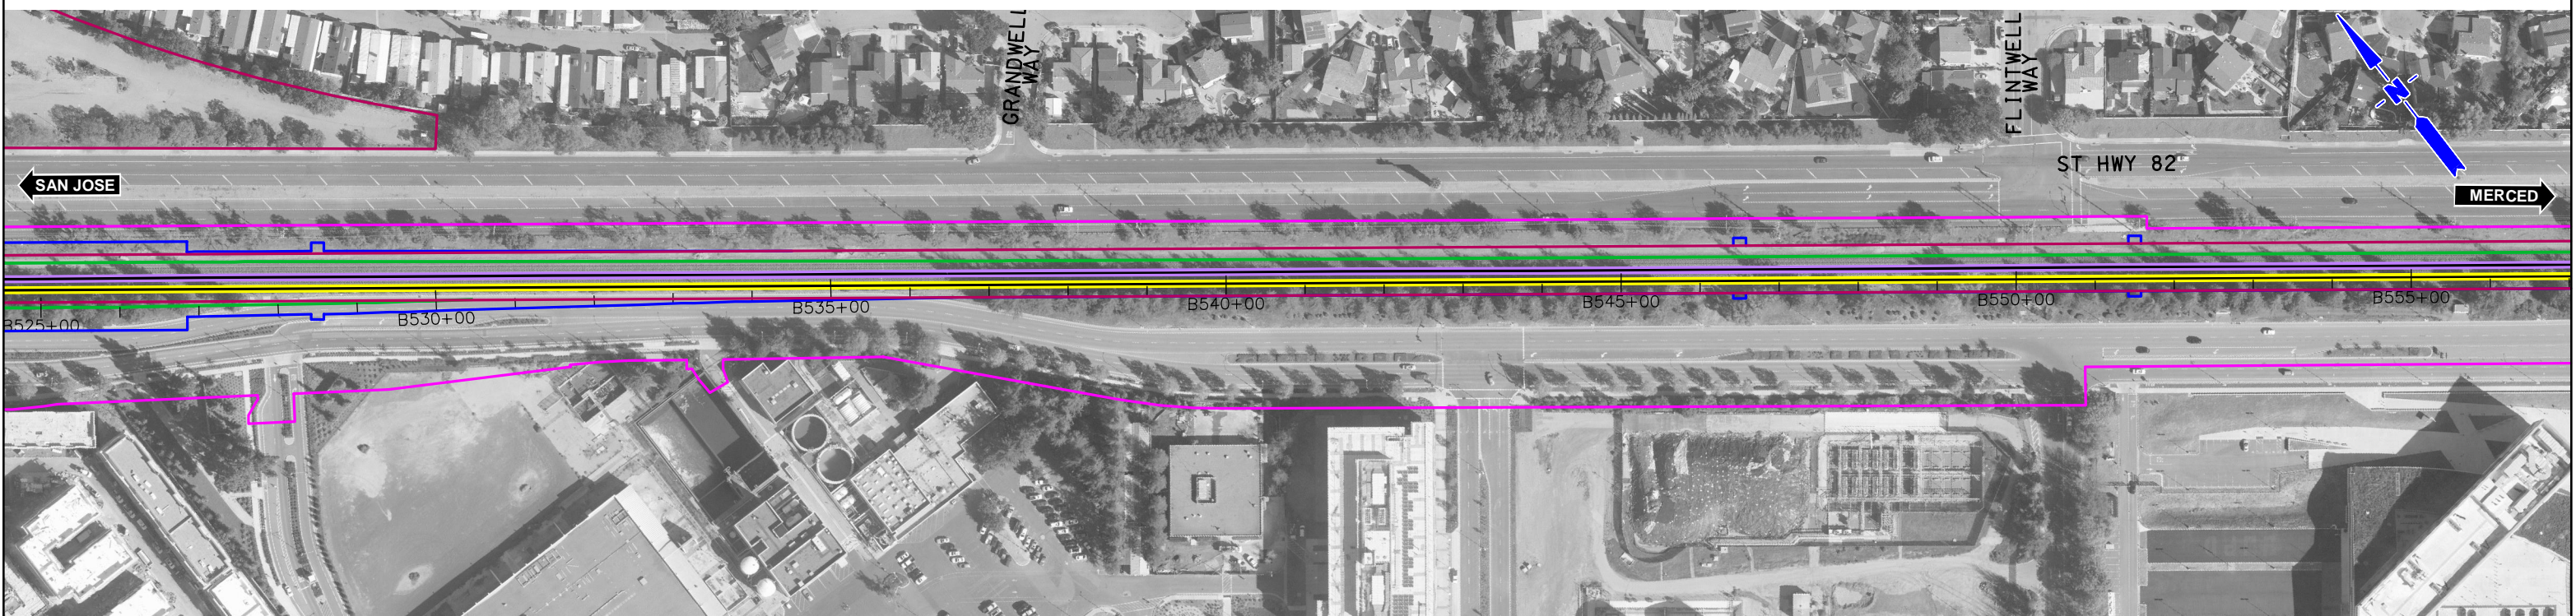 GRANDWELL
WAY
FLINTWELL
WAY
N
ST HWY 82
SAN JOSE
MERCED
B525+00
B530+00
B535+00
B540+00
B545+00
B550+00
B555+00